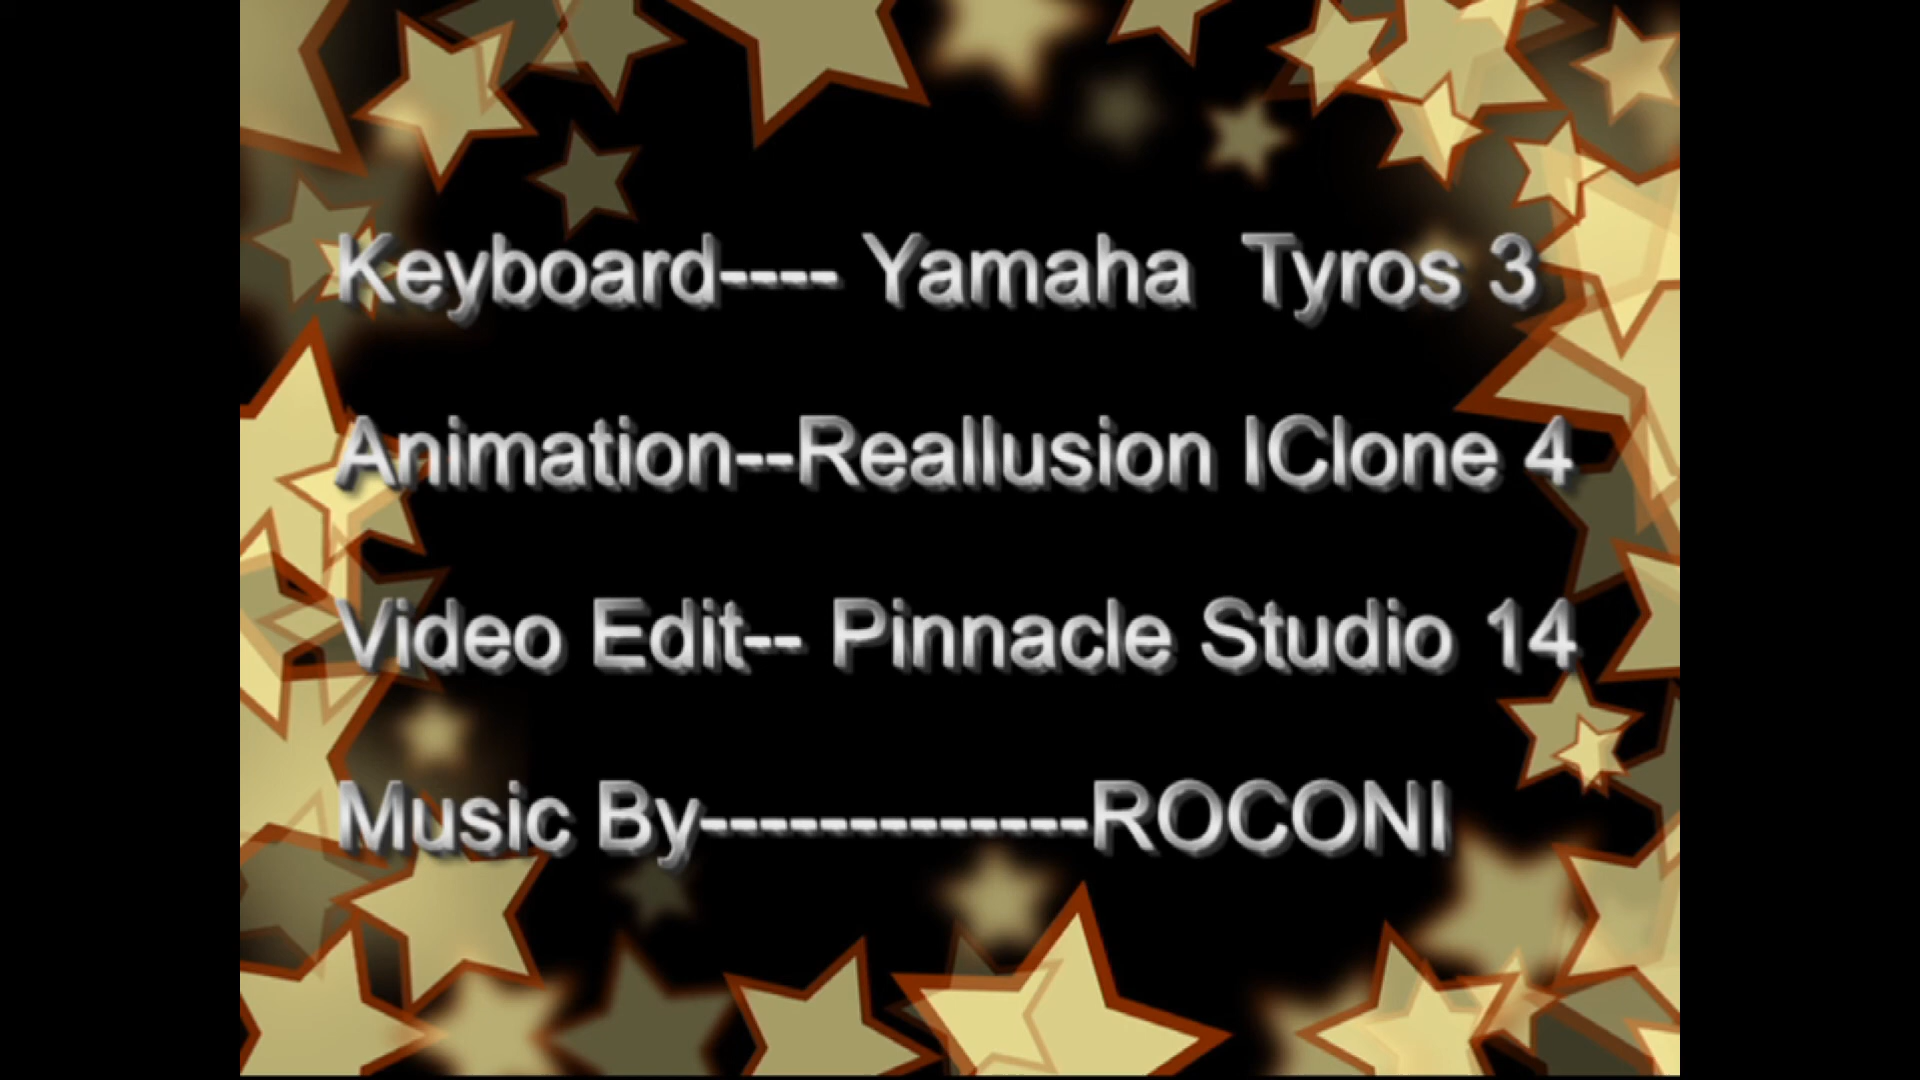 Keyboard---- Yamaha  Tyros 3
Animation--Reallusion IClone 4
Video Edit-- Pinnacle Studio 14
Music By-------------ROCONI